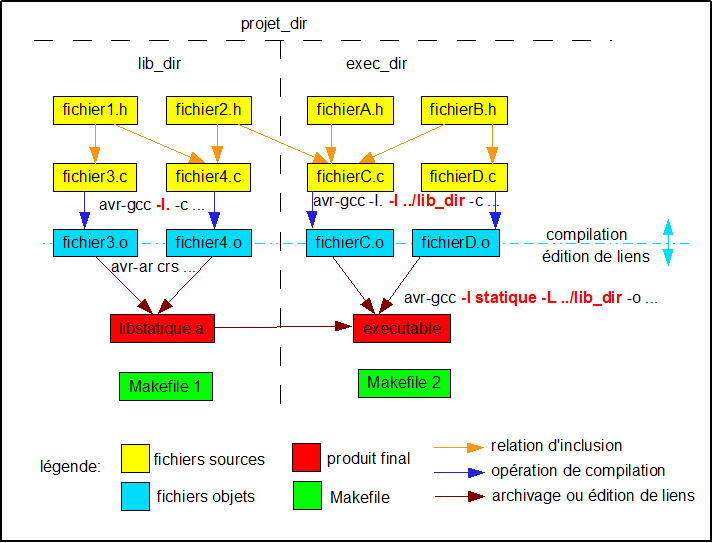 projet_dir
lib_dir
exec_dir
fichier1.h
fichier2.h
fichierA.h
fichierB.h
fichier3.c
fichier4.c
fichierC.c
fichierD.c
avr-gcc -I. -c ...
avr-gcc -I. -I ../lib_dir -c ...
fichier3.o
fichier4.o
fichierC.o
fichierD.o
compilation
édition de liens
avr-ar crs ...
avr-gcc -l statique -L ../lib_dir -o ...
libstatique.a
executable
Makefile 1
Makefile 2
légende:
fichiers sources
produit final
relation d'inclusion
opération de compilation
fichiers objets
Makefile
archivage ou édition de liens